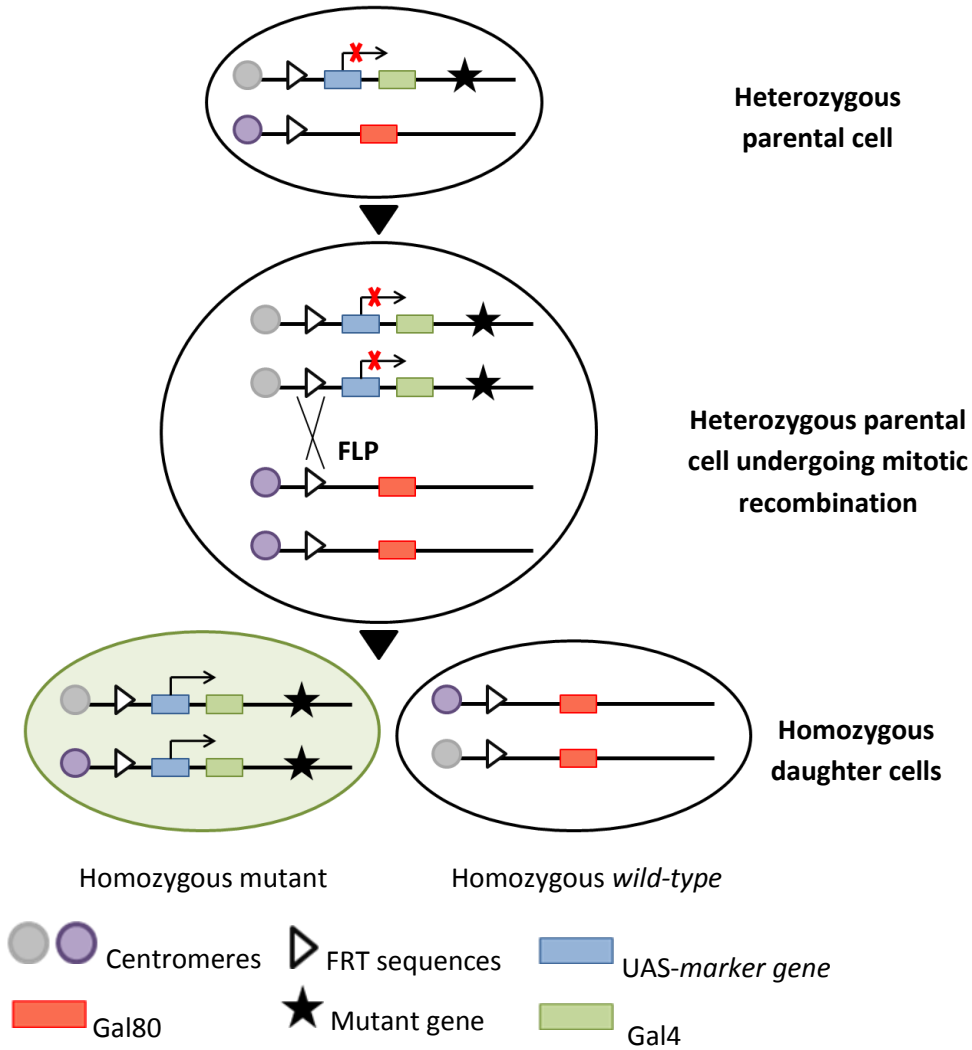 Heterozygous
parental cell
FLP
Heterozygous parental
cell undergoing mitotic
recombination
Homozygous
daughter cells
Homozygous mutant
Homozygous wild-type
Centromeres
FRT sequences
UAS-marker gene
Gal80
Mutant gene
Gal4